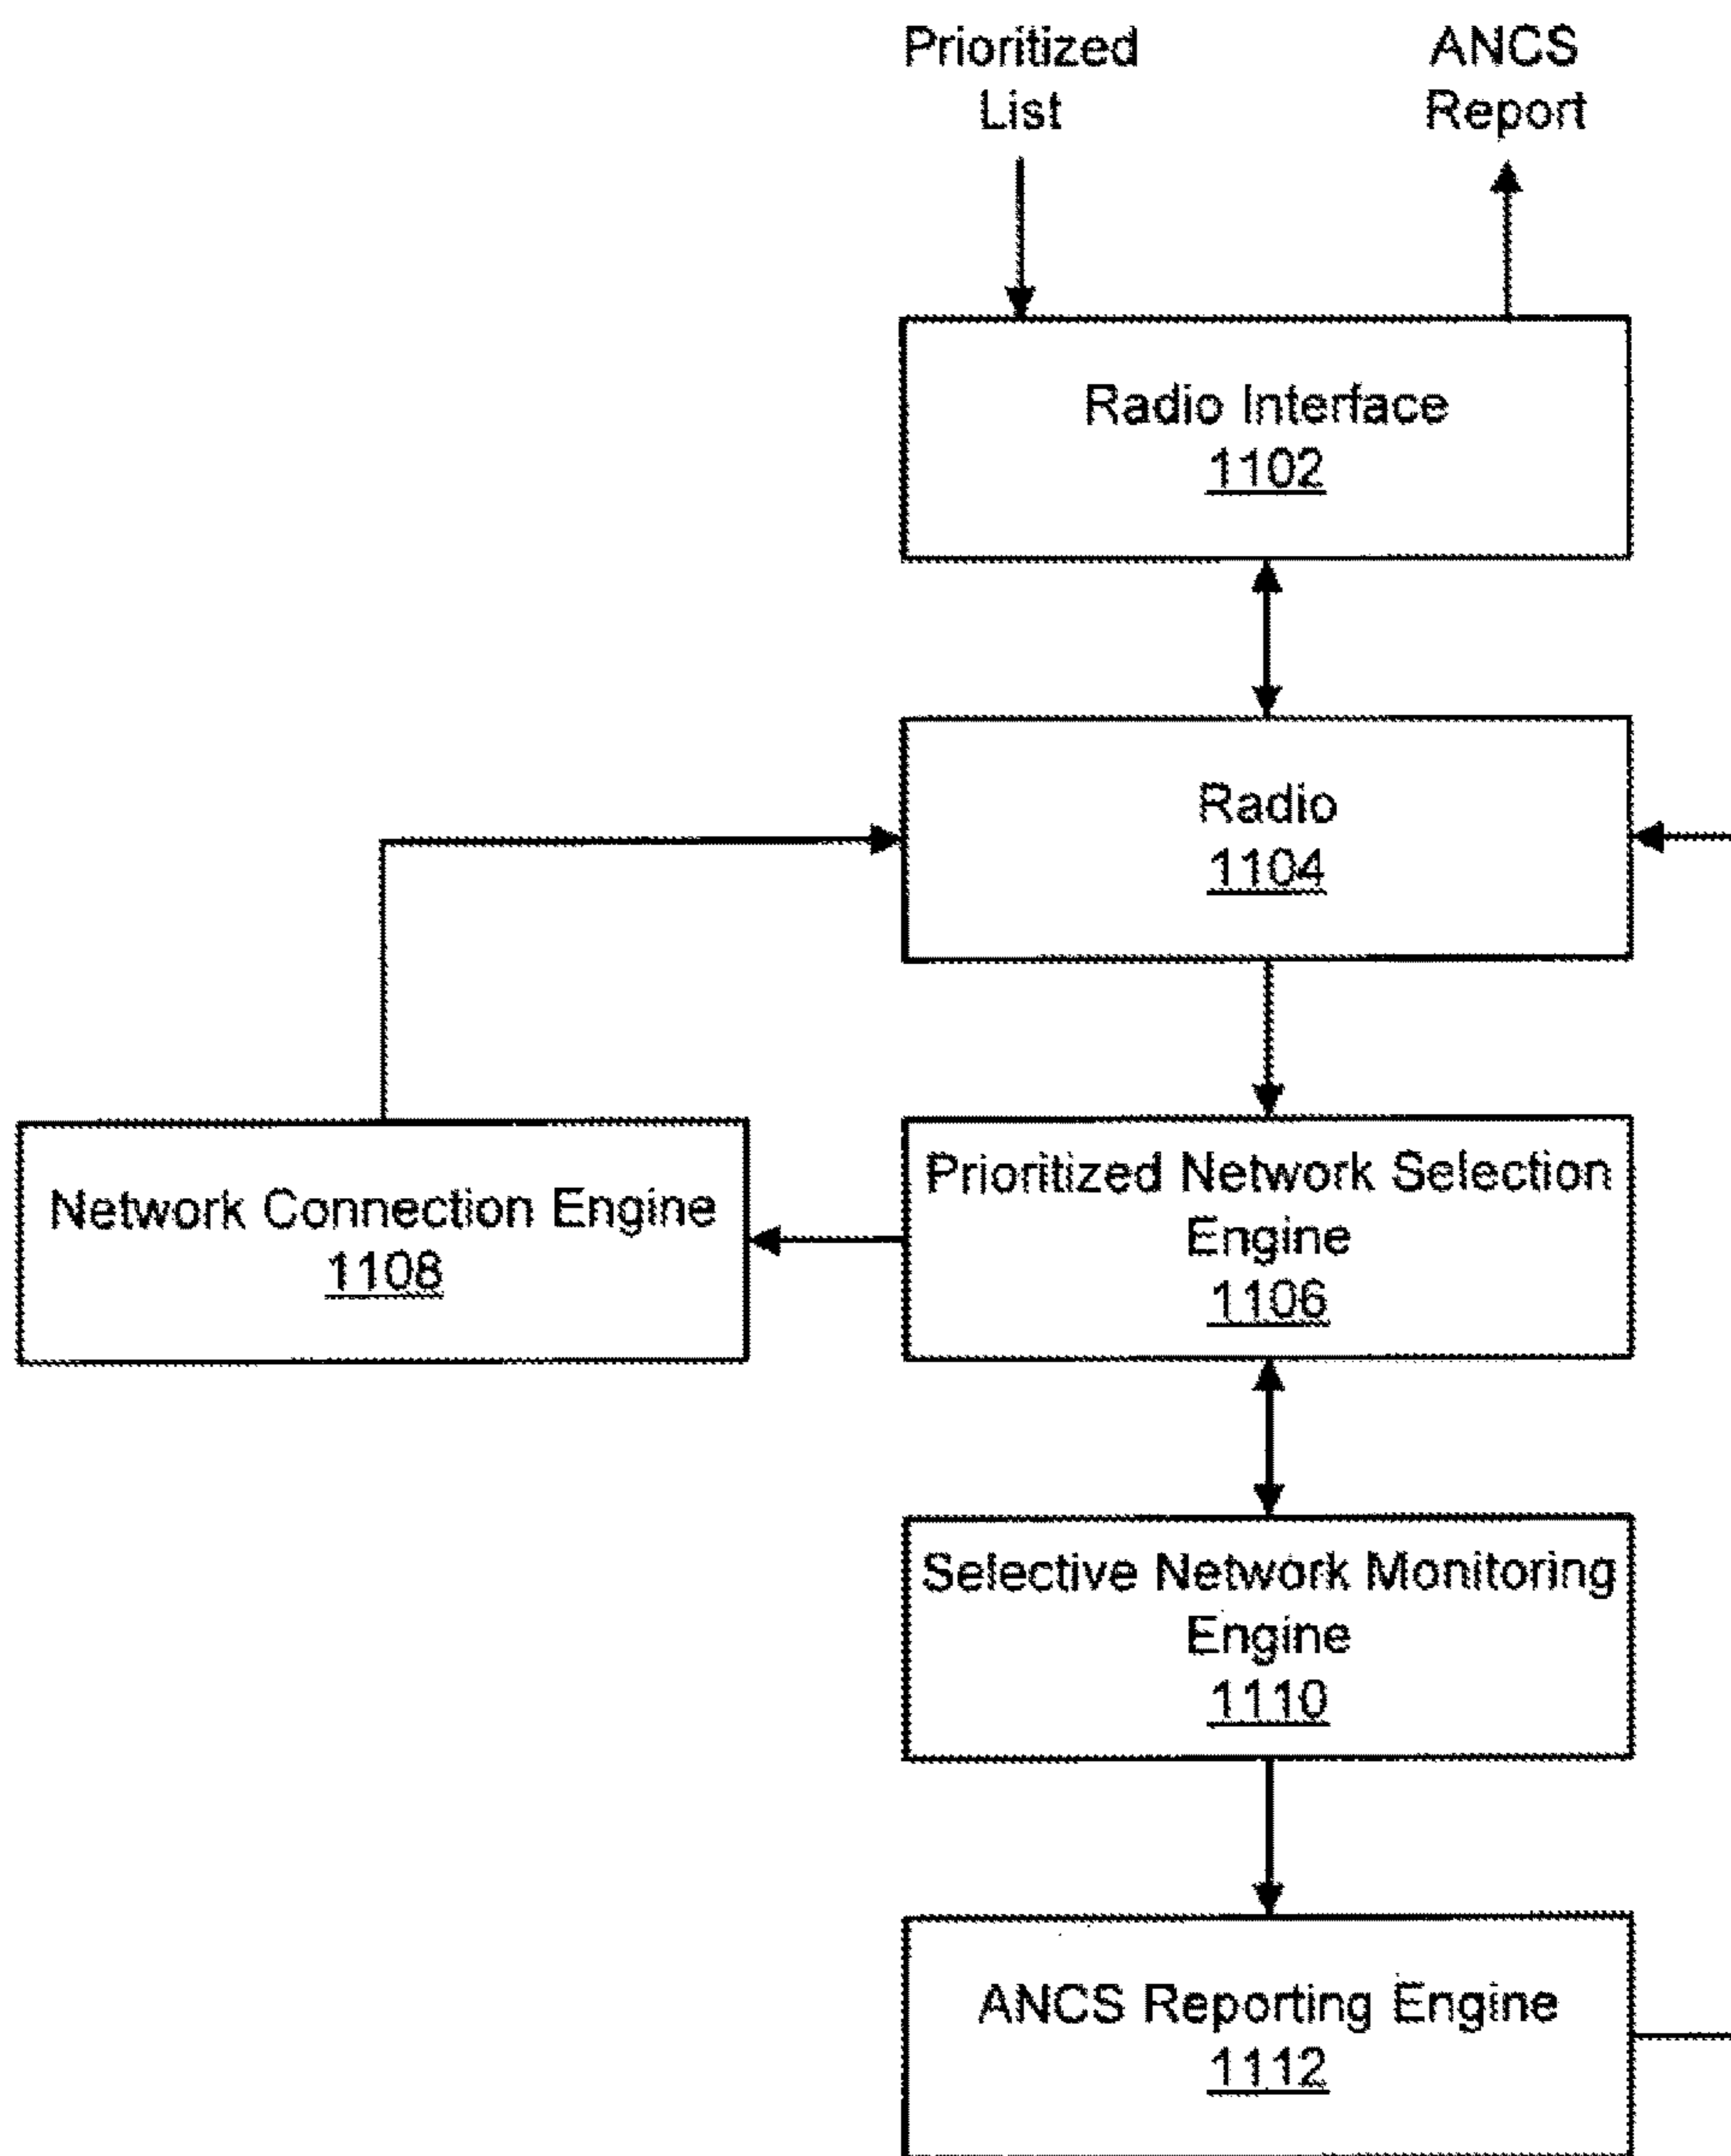 Prioritized
List
ANCS
Report
Radio Interface
1102
Radio
1104
Network Connection Engine
1108
Prioritized Network Selection
Engine
1106
Selective Network Monitoring
Engine
1110
ANCS Reporting Engine
1112